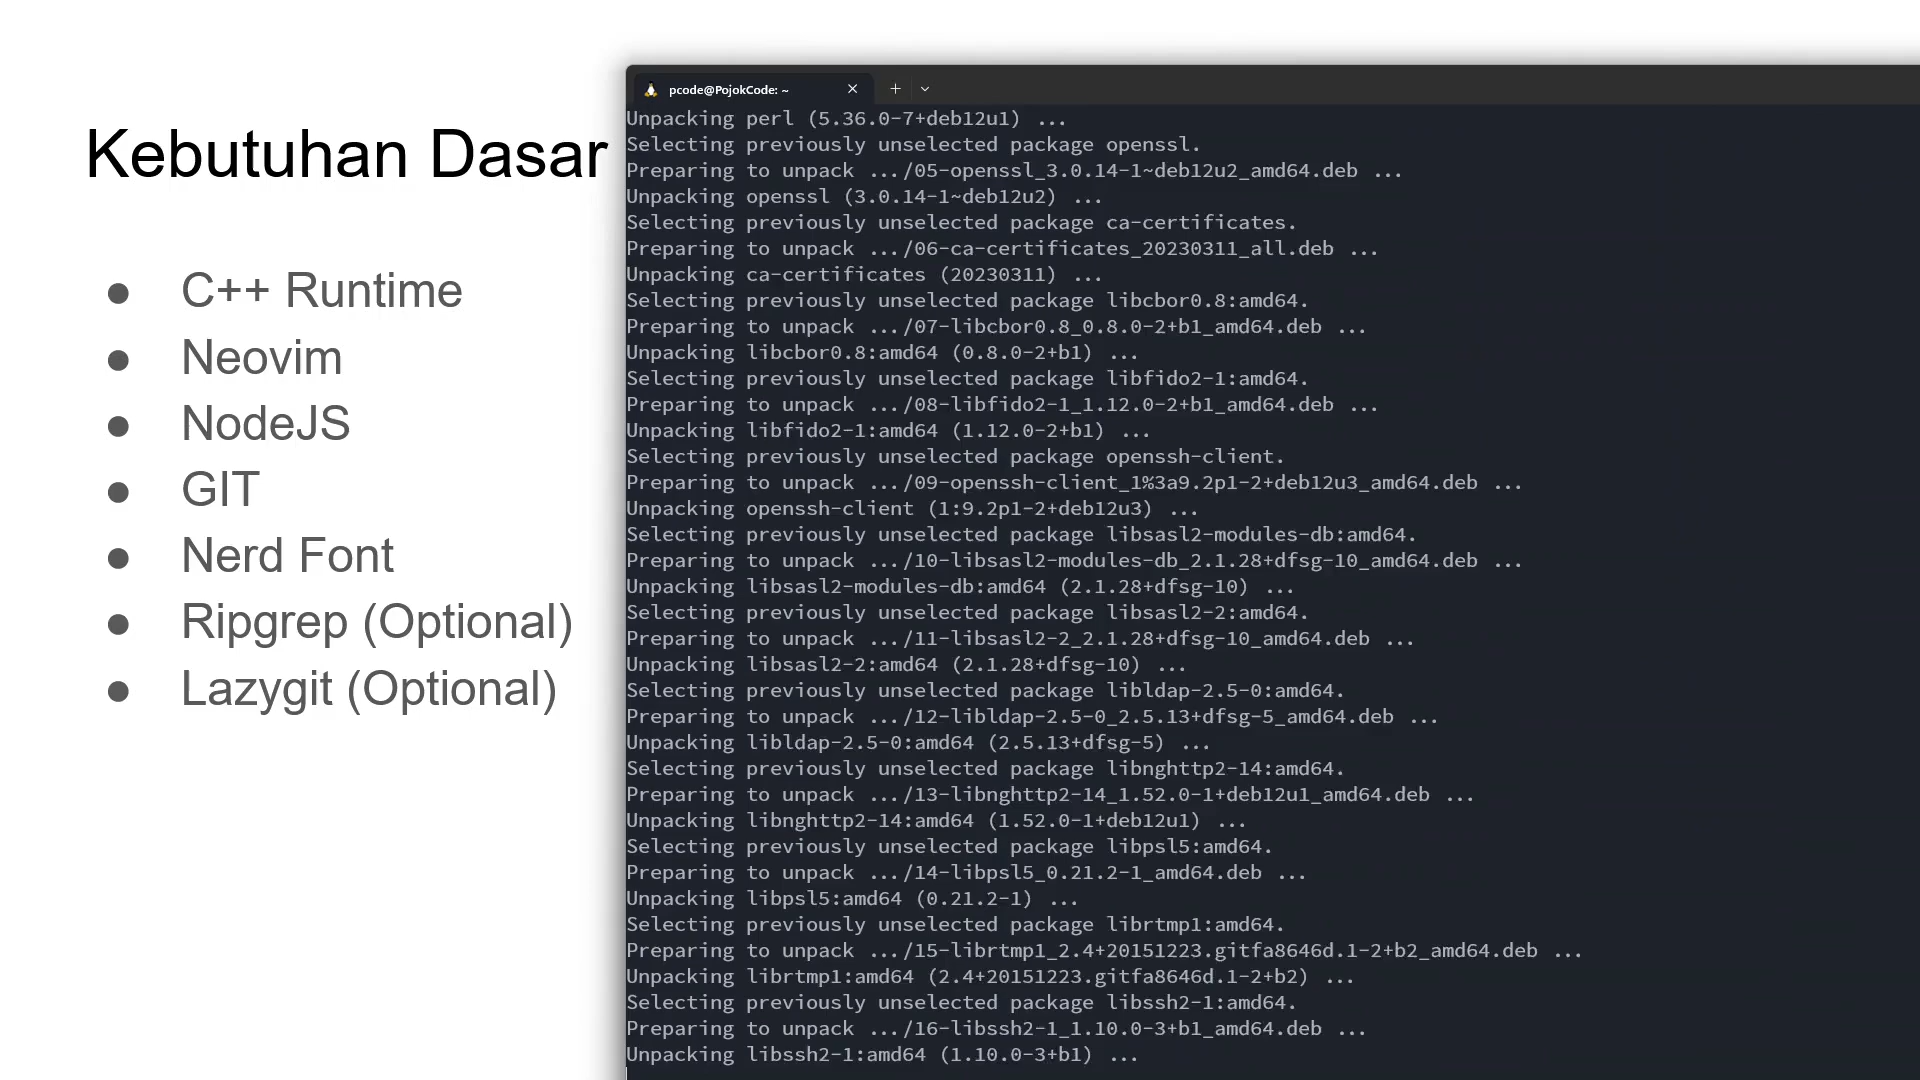 Kebutuhan Dasar
● C++ Runtime
● Neovim
● NodeJS
● GIT
● Nerd Font
● Ripgrep (Optional)
● Lazygit (Optional)
pcode@PojokCode: ~
Unpacking perl (5.36.0-7+deb12u1) ...
Selecting previously unselected package openssl.
Preparing to unpack .../05-openssl_3.0.14-1~deb12u2_amd64.deb ...
Unpacking openssl (3.0.14-1~deb12u2) ...
Selecting previously unselected package ca-certificates.
Preparing to unpack .../06-ca-certificates_20230311_all.deb ...
Unpacking ca-certificates (20230311) ...
Selecting previously unselected package libcbor0.8:amd64.
Preparing to unpack .../07-libcbor0.8_0.8.0-2+b1_amd64.deb ...
Unpacking libcbor0.8:amd64 (0.8.0-2+b1) ...
Selecting previously unselected package libfido2-1:amd64.
Preparing to unpack .../08-libfido2-1_1.12.0-2+b1_amd64.deb ...
Unpacking libfido2-1:amd64 (1.12.0-2+b1) ...
Selecting previously unselected package openssh-client.
Preparing to unpack .../09-openssh-client_1%3a9.2p1-2+deb12u3_amd64.deb ...
Unpacking openssh-client (1:9.2p1-2+deb12u3) ...
Selecting previously unselected package libsasl2-modules-db:amd64.
Preparing to unpack .../10-libsasl2-modules-db_2.1.28+dfsg-10_amd64.deb ...
Unpacking libsasl2-modules-db:amd64 (2.1.28+dfsg-10) ...
Selecting previously unselected package libsasl2-2:amd64.
Preparing to unpack .../11-libsasl2-2_2.1.28+dfsg-10_amd64.deb ...
Unpacking libsasl2-2:amd64 (2.1.28+dfsg-10) ...
Selecting previously unselected package libldap-2.5-0:amd64.
Preparing to unpack .../12-libldap-2.5-0_2.5.13+dfsg-5_amd64.deb ...
Unpacking libldap-2.5-0:amd64 (2.5.13+dfsg-5) ...
Selecting previously unselected package libnghttp2-14:amd64.
Preparing to unpack .../13-libnghttp2-14_1.52.0-1+deb12u1_amd64.deb ...
Unpacking libnghttp2-14:amd64 (1.52.0-1+deb12u1) ...
Selecting previously unselected package libpsl5:amd64.
Preparing to unpack .../14-libpsl5_0.21.2-1_amd64.deb ...
Unpacking libpsl5:amd64 (0.21.2-1) ...
Selecting previously unselected package librtmp1:amd64.
Preparing to unpack .../15-librtmp1_2.4+20151223.gitfa8646d.1-2+b2_amd64.deb ...
Unpacking librtmp1:amd64 (2.4+20151223.gitfa8646d.1-2+b2) ...
Selecting previously unselected package libssh2-1:amd64.
Preparing to unpack .../16-libssh2-1_1.10.0-3+b1_amd64.deb ...
Unpacking libssh2-1:amd64 (1.10.0-3+b1) ...